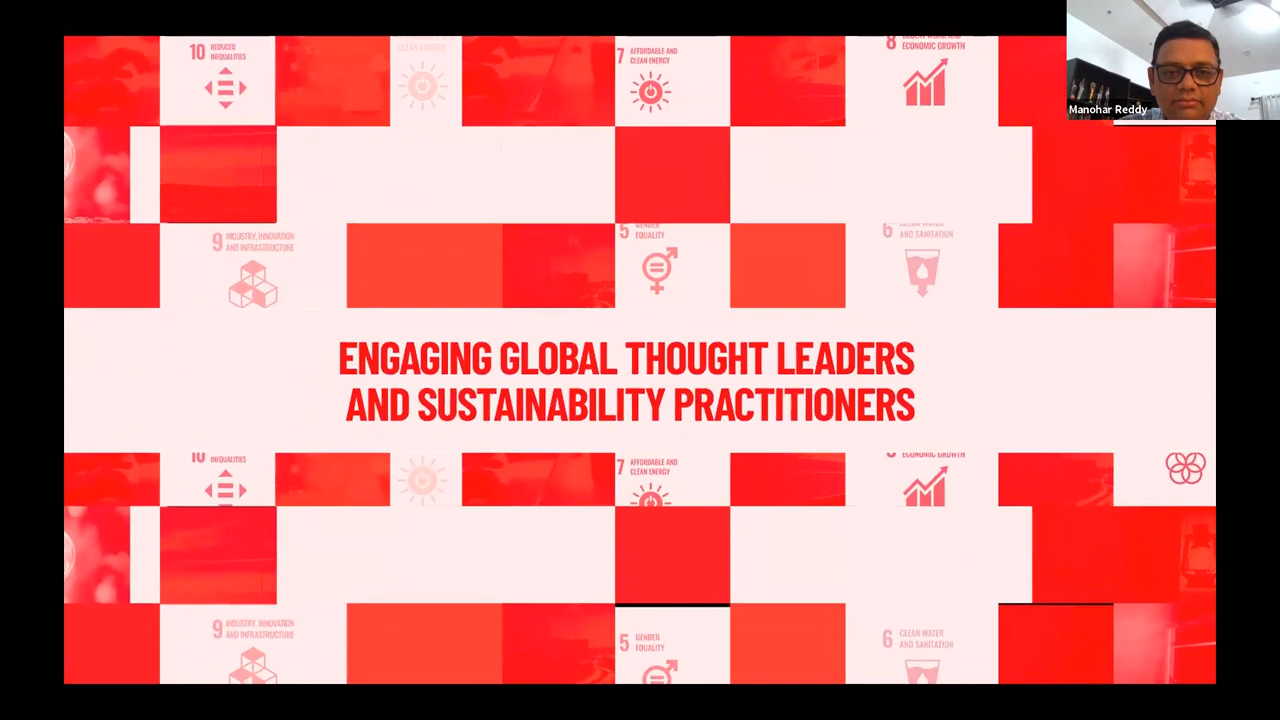 10 REDUCED
INEQUALITIES
CLEAN ENERGY
7 AFFORDABLE AND
CLEAN ENERGY
8 DECENT WORK AND
ECONOMIC GROWTH
Manohar Reddy
9 INDUSTRY, INNOVATION
AND INFRASTRUCTURE
5 GENDER
EQUALITY
6 CLEAN WATER
AND SANITATION
ENGAGING GLOBAL THOUGHT LEADERS
AND SUSTAINABILITY PRACTITIONERS
10 INEQUALITIES
7 AFFORDABLE AND
CLEAN ENERGY
ECONOMIC GROWTH
9 INDUSTRY, INNOVATION
AND INFRASTRUCTURE
5 GENDER
EQUALITY
6 CLEAN WATER
AND SANITATION